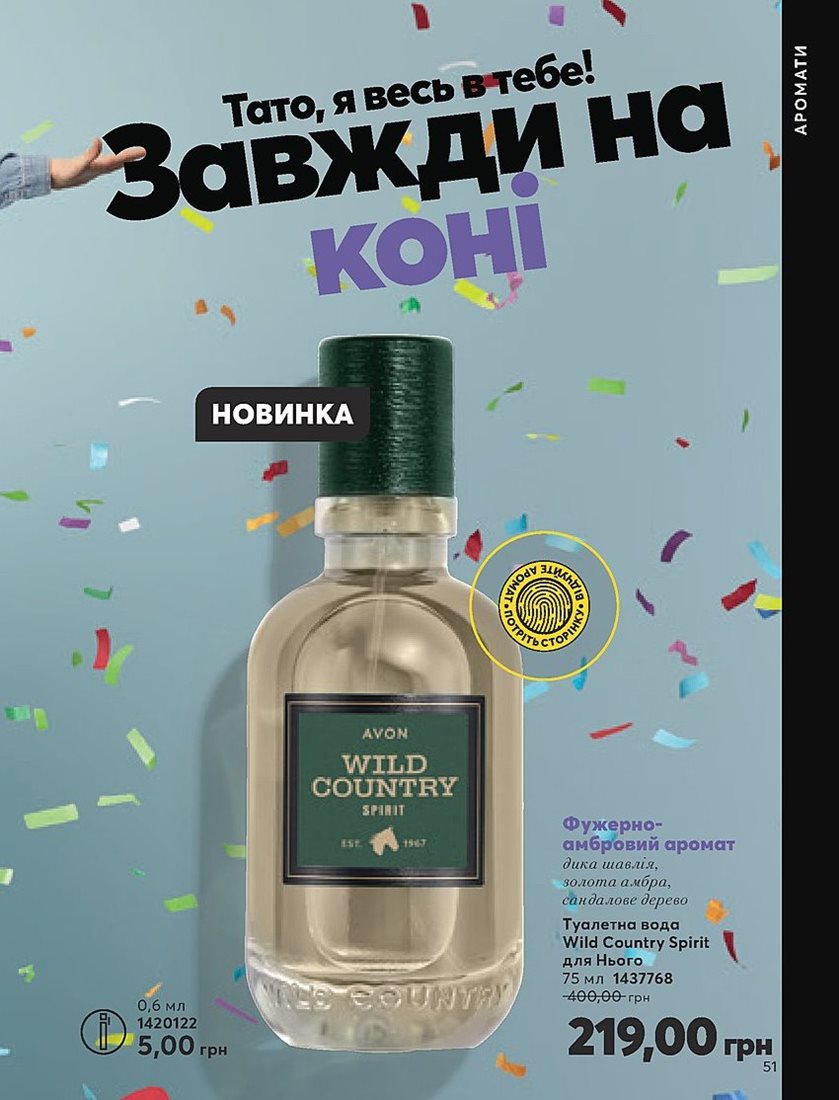 АРОМАТИ
Тато, я весь в тебе!
Завжди на
коні
НОВИНКА
ВІДЧУЙТЕ АРОМАТ • ПОТРІТЬ СТОРІНКУ •
AVON
WILD
COUNTRY
SPIRIT
EST. 1967
WILD COUNTRY
Фужерно-
амбровий аромат
дика шавлія,
золота амбра,
сандалове дерево
Туалетна вода
Wild Country Spirit
для Нього
75 мл 1437768
400,00 грн
219,00 грн
0,6 мл
1420122
5,00 грн
51